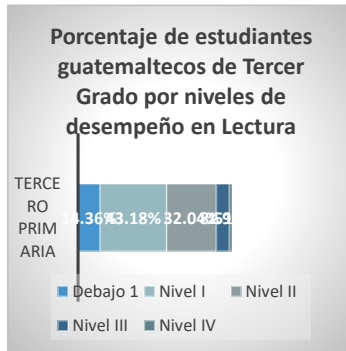 Porcentaje de estudiantes
guatemaltecos de Tercer
Grado por niveles de
desempeño en Lectura
TERCE
RO
PRIM
ARIA
14.36% 43.18% 32.04%
Debajo 1 Nivel I Nivel II
Nivel III Nivel IV